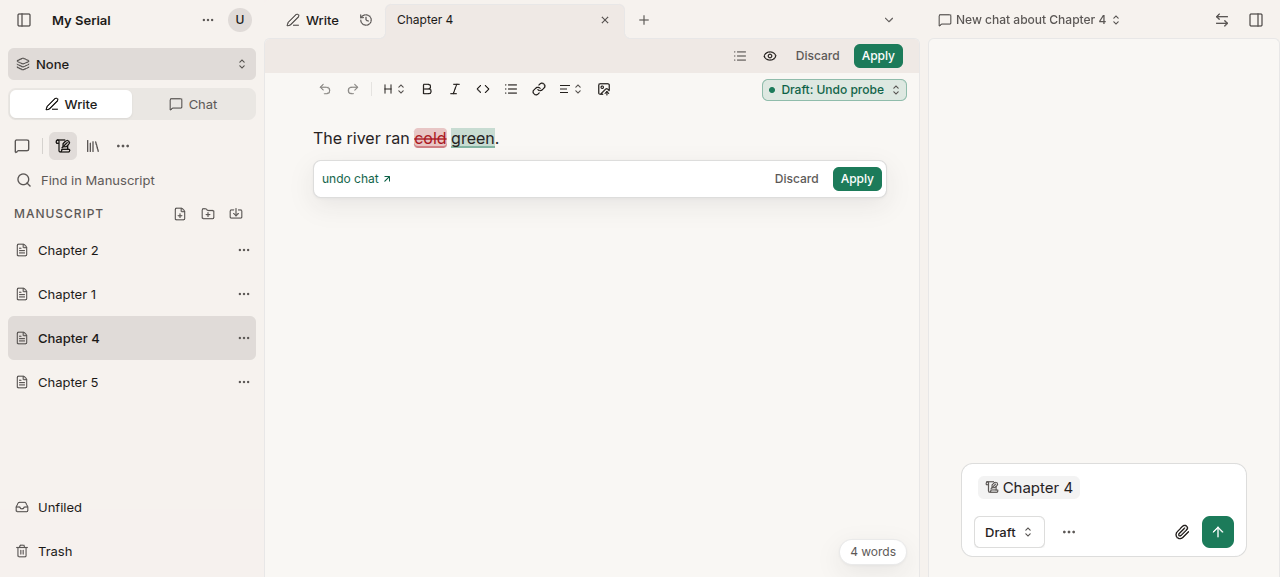 My Serial
U
None
Write
Chat
Find in Manuscript
MANUSCRIPT
Chapter 2
Chapter 1
Chapter 4
Chapter 5
Unfiled
Trash
Write
Chapter 4
Discard
Apply
H
B
I
Draft: Undo probe
The river ran cold green.
undo chat
Discard
Apply
4 words
New chat about Chapter 4
Chapter 4
Draft